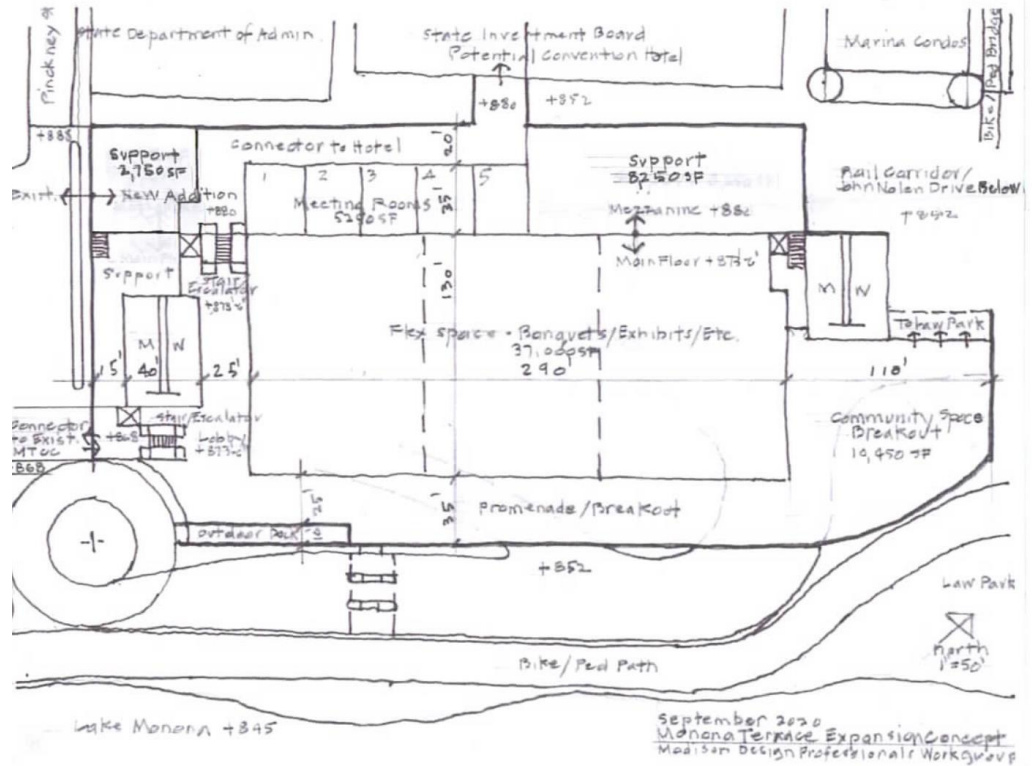 Pinckney St
State Department of Admin.
State Investment Board
Potential Convention Hotel
Marina Condos
Bike/Ped Bridge
+880
+852
+888
Connector to Hotel
20'
Support
2,750 SF
Support
8250 SF
Rail Corridor/
John Nolen Drive Below
+852
Exist.
New Addition
+880
1 2 3 4 5
Meeting Rooms
5290 SF
35'
Mezzanine +880
Main Floor +873'6"
Support
Stair/
Escalator
+873'6"
130'
M W
M W
To Law Park
Flex space - Banquets/Exhibits/Etc.
37,000 SF
15' 40' 25' 290' 110'
Stair/Escalator
Connector
to Exist.
MTCC
+868
+868
Lobby
+873'6"
Community Space
Breakout
10,450 SF
25'
35'
Promenade/Breakout
Outdoor Deck
+852
Law Park
North
1"=50'
Bike/Ped Path
Lake Monona +845
September 2020
Monona Terrace Expansion Concept
Madison Design Professionals Workgroup